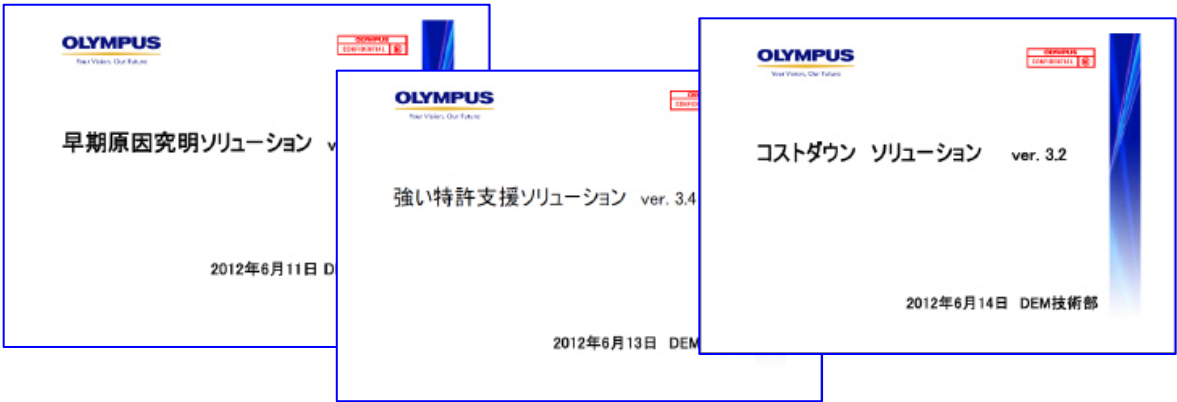 OLYMPUS
Your Vision, Our Future
OLYMPUS
CONFIDENTIAL
早期原因究明ソリューション v
2012年6月11日 D
OLYMPUS
Your Vision, Our Future
強い特許支援ソリューション ver. 3.4
2012年6月13日 DEM
OLYMPUS
Your Vision, Our Future
OLYMPUS
CONFIDENTIAL
コストダウン ソリューション ver. 3.2
2012年6月14日 DEM技術部